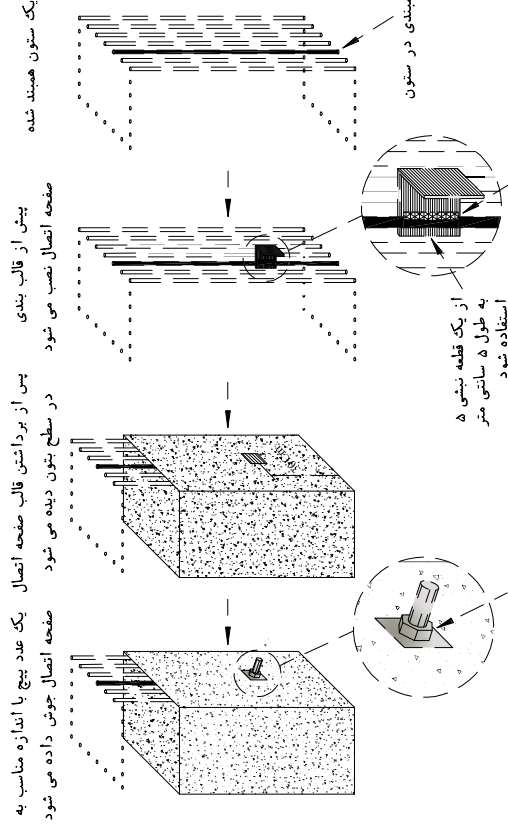 یک ستون همبند شده
بندی در ستون
پیش از قالب بندی
صفحه اتصال نصب می شود
از یک قطعه نبشی ۵
به طول ۵ سانتی متر
استفاده شود
پس از برداشتن قالب صفحه اتصال
در سطح بتون دیده می شود
یک عدد پیچ با اندازه مناسب به
صفحه اتصال جوش داده می شود